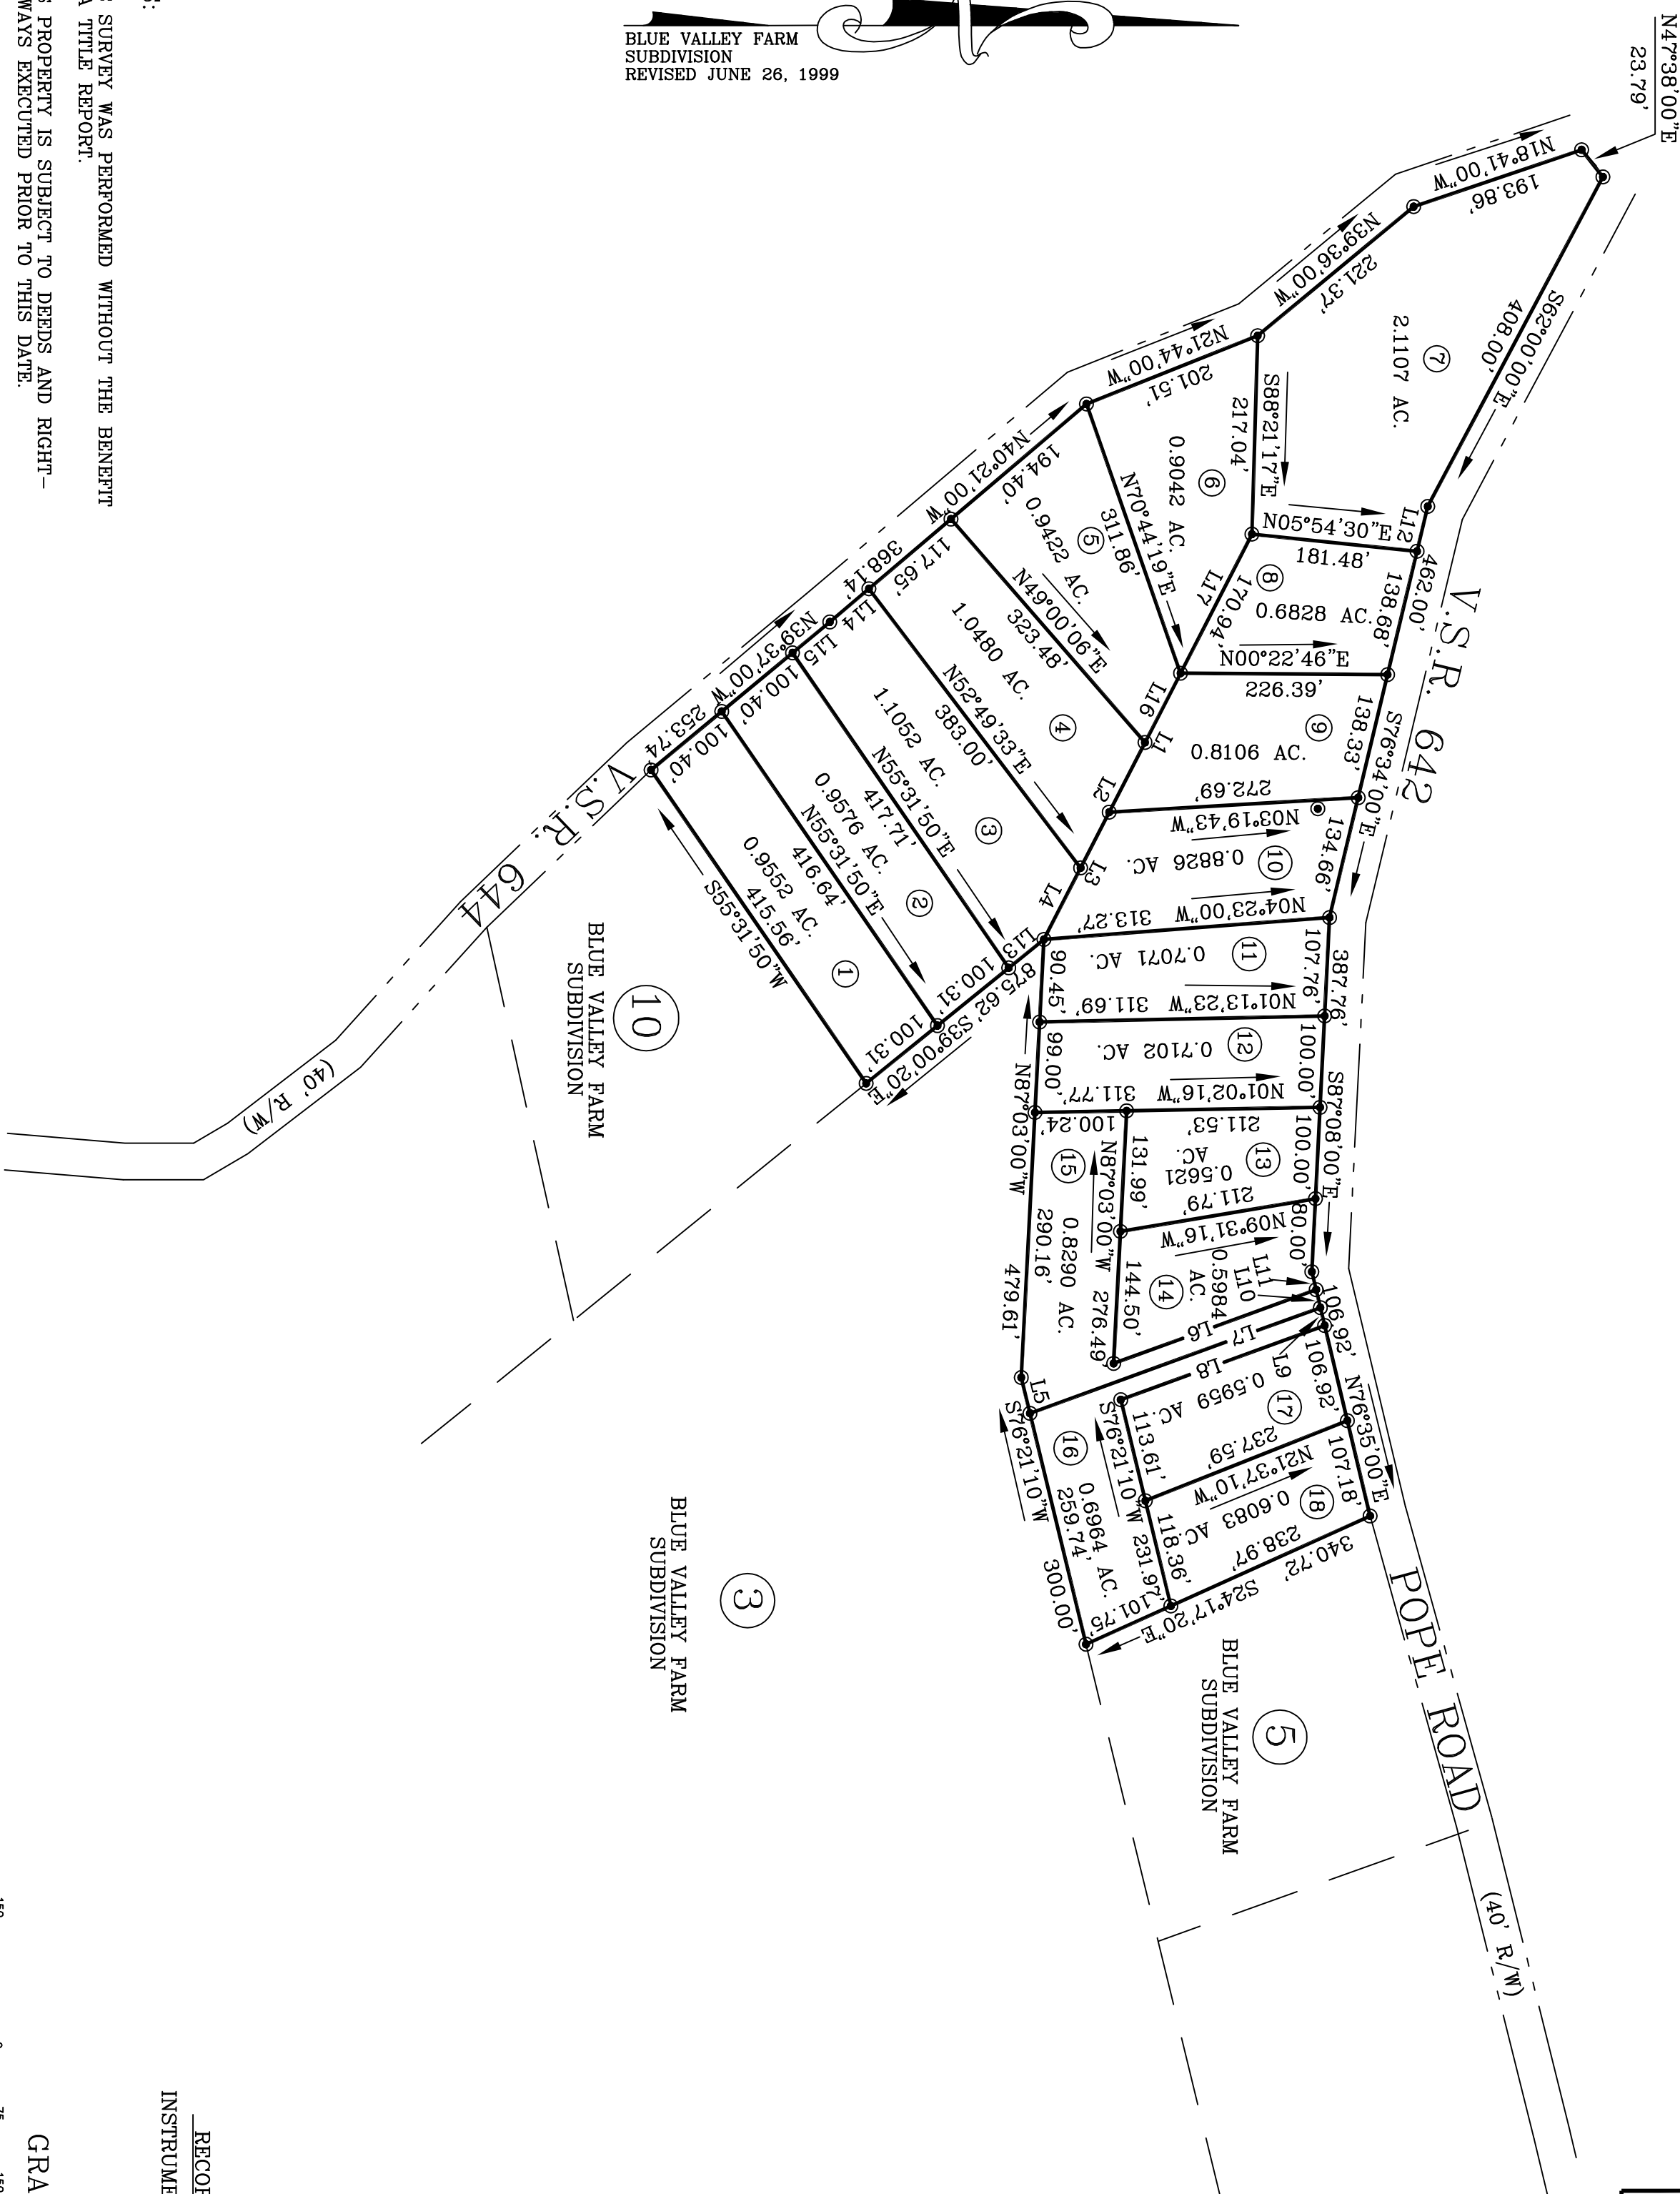 N47°38'00"E
23.79'
BLUE VALLEY FARM
SUBDIVISION
REVISED JUNE 26, 1999
S:
S SURVEY WAS PERFORMED WITHOUT THE BENEFIT
A TITLE REPORT.
S PROPERTY IS SUBJECT TO DEEDS AND RIGHT-
WAYS EXECUTED PRIOR TO THIS DATE.
N18°41'00"W
193.86'
N39°36'00"W
221.37'
N21°44'00"W
201.51'
N40°21'00"W
194.40'
117.65'
368.14'
L14
L15
N39°37'00"W
100.40'
100.40'
253.74'
V.S.R. 644
(40' R/W)
S62°00'00"E
408.00'
7
2.1107 AC.
S88°21'17"E
217.04'
6
0.9042 AC.
N70°44'19"E
311.86'
5
0.9422 AC.
N49°00'06"E
323.48'
4
1.0480 AC.
N52°49'33"E
383.00'
3
1.1052 AC.
N55°31'50"E
417.71'
2
0.9576 AC.
N55°31'50"E
416.64'
1
0.9552 AC.
415.56'
S55°31'50"W
L12
462.00'
V.S.R. 642
N05°54'30"E
181.48'
8
0.6828 AC.
138.68'
L17
170.94'
N00°22'46"E
226.39'
9
0.8106 AC.
138.33'
S76°34'00"E
L16
L1
L2
L3
L4
L13
272.69'
N03°19'43"W
10
0.8826 AC.
134.66'
N04°23'00"W 313.27'
11
0.7071 AC.
107.76'
387.76'
90.45'
N01°13'23"W 311.69'
12
0.7102 AC.
100.00'
S87°08'00"E
99.00'
N01°02'16"W 311.77'
211.53'
100.24'
13
0.5621
AC.
100.00'
131.99'
N87°03'00"W 276.49'
211.79'
N09°31'16"W
80.00'
14
0.5984
AC.
144.50'
L11
L10
L9
L6
L7
L8
15
0.8290 AC.
N87°03'00"W
290.16'
479.61'
875.62'
S39°00'20"E
100.31'
100.31'
L5
106.92'
106.92'
N76°35'00"E
17
0.5959 AC.
113.61'
S76°21'10"W 231.97'
237.59'
N21°37'10"W
107.18'
18
0.6083 AC.
118.36'
238.97'
340.72'
S24°17'20"E
101.75'
16
0.6964 AC.
259.74'
S76°21'10"W
300.00'
POPE ROAD
(40' R/W)
10
BLUE VALLEY FARM
SUBDIVISION
3
BLUE VALLEY FARM
SUBDIVISION
5
BLUE VALLEY FARM
SUBDIVISION
150
0
75
150
GRA
RECOR
INSTRUME